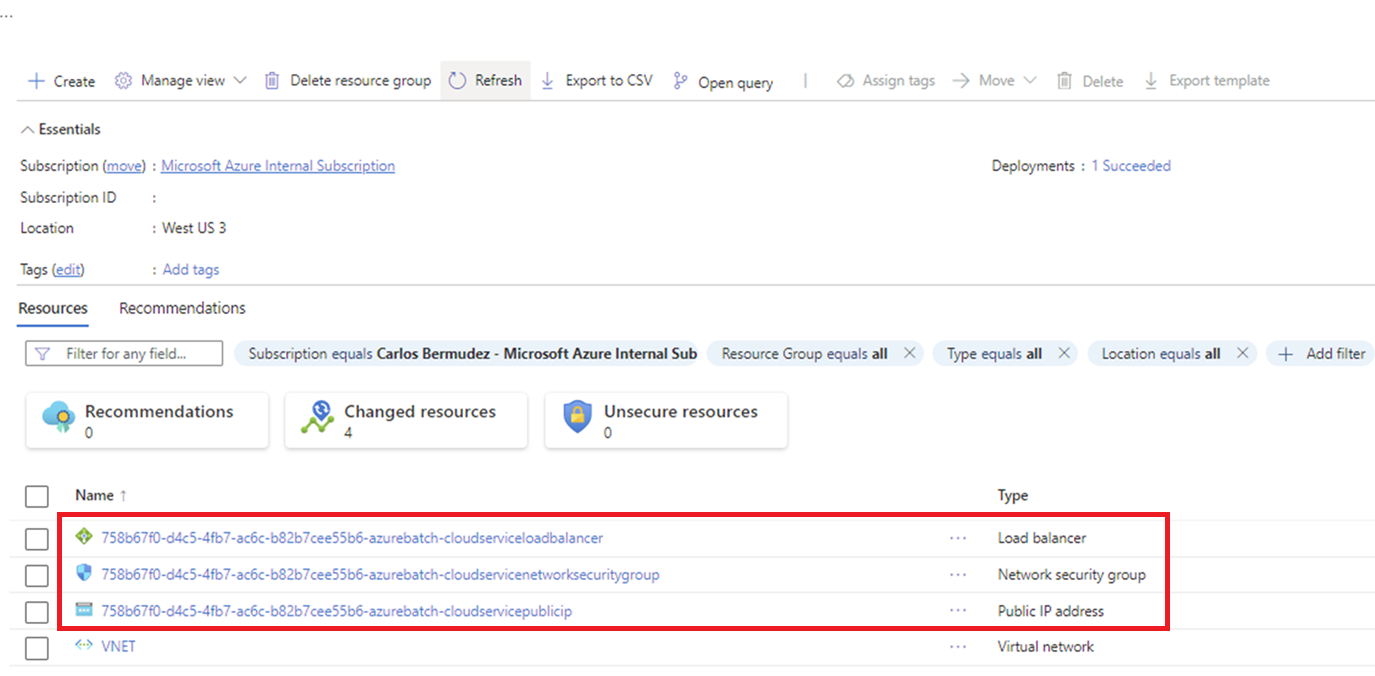 ...
Create Manage view Delete resource group Refresh Export to CSV Open query | Assign tags Move Delete Export template
Essentials
Subscription (move) : Microsoft Azure Internal Subscription Deployments : 1 Succeeded
Subscription ID :
Location : West US 3
Tags (edit) : Add tags
Resources Recommendations
Filter for any field... Subscription equals Carlos Bermudez - Microsoft Azure Internal Sub Resource Group equals all Type equals all Location equals all Add filter
Recommendations Changed resources Unsecure resources
0 4 0
Name ↑ Type
758b67f0-d4c5-4fb7-ac6c-b82b7cee55b6-azurebatch-cloudserviceloadbalancer ... Load balancer
758b67f0-d4c5-4fb7-ac6c-b82b7cee55b6-azurebatch-cloudservicenetworksecuritygroup ... Network security group
758b67f0-d4c5-4fb7-ac6c-b82b7cee55b6-azurebatch-cloudservicepublicip ... Public IP address
VNET ... Virtual network